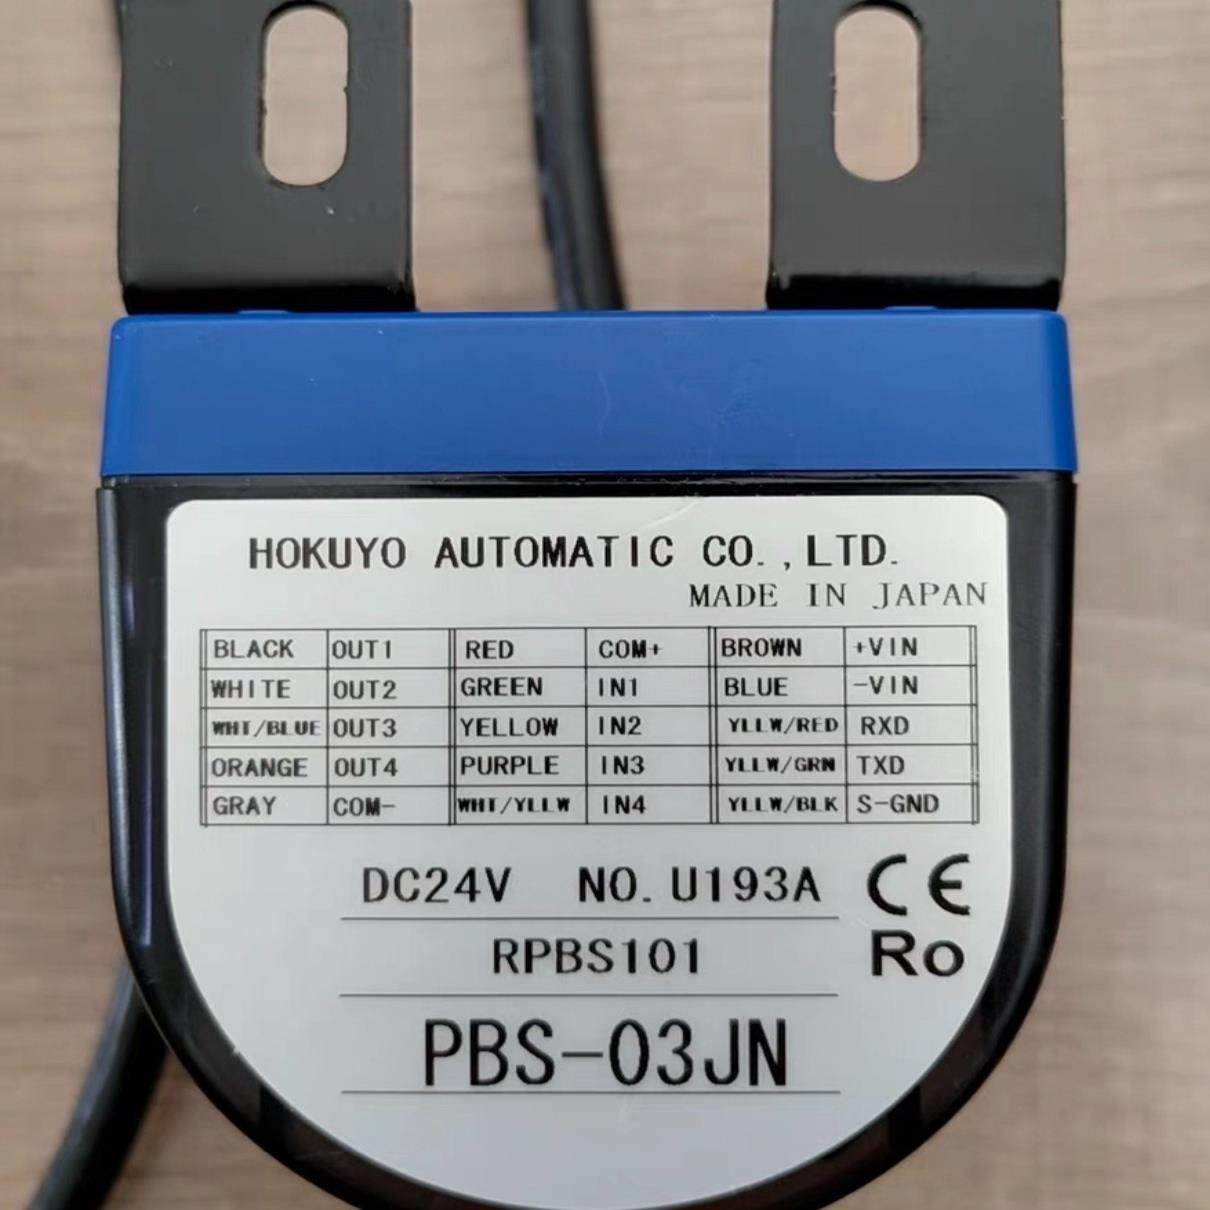 HOKUYO AUTOMATIC CO.,LTD.
MADE IN JAPAN
BLACK OUT1 RED COM+ BROWN +VIN
WHITE OUT2 GREEN IN1 BLUE -VIN
WHT/BLUE OUT3 YELLOW IN2 YLLW/RED RXD
ORANGE OUT4 PURPLE IN3 YLLW/GRN TXD
GRAY COM- WHT/YLLW IN4 YLLW/BLK S-GND
DC24V NO.U193A CE
RPBS101 Ro
PBS-03JN